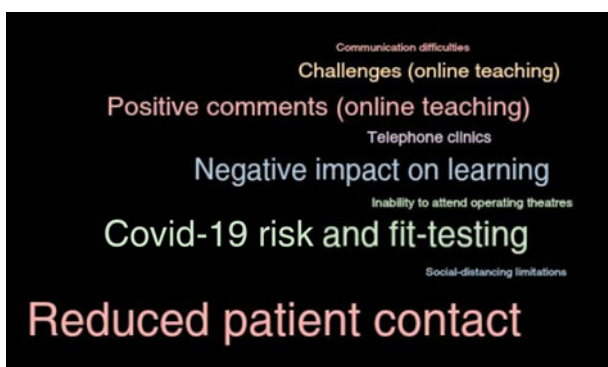 Communication difficulties
Challenges (online teaching)
Positive comments (online teaching)
Telephone clinics
Negative impact on learning
Inability to attend operating theatres
Covid-19 risk and fit-testing
Social-distancing limitations
Reduced patient contact